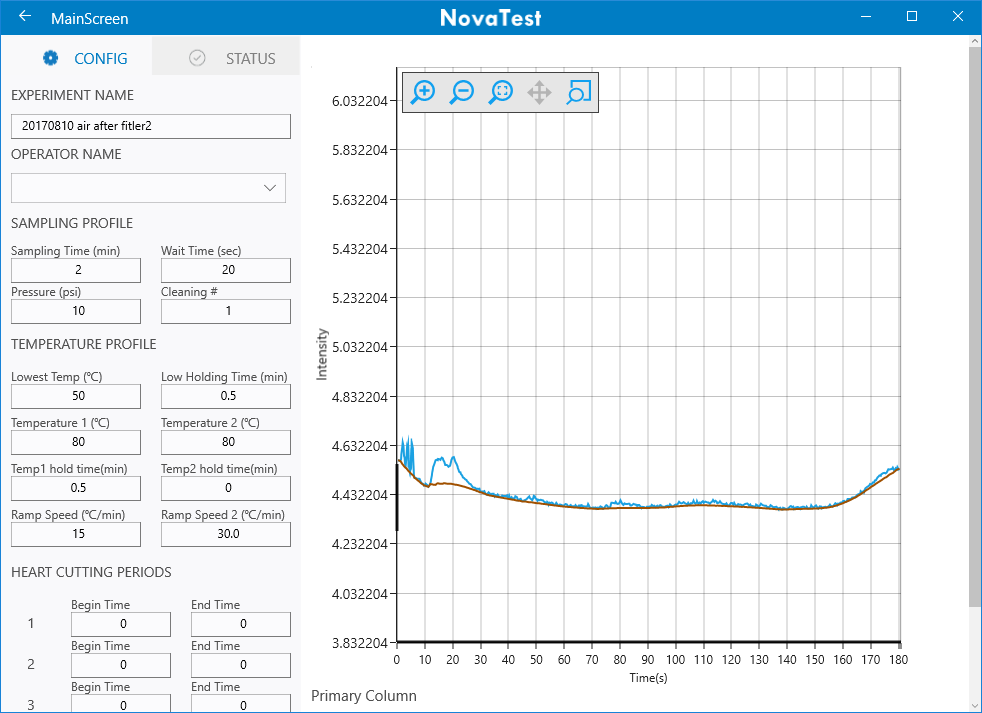 MainScreen
NovaTest
CONFIG
STATUS
EXPERIMENT NAME
20170810 air after fitler2
OPERATOR NAME
SAMPLING PROFILE
Sampling Time (min) Wait Time (sec)
2 20
Pressure (psi) Cleaning #
10 1
TEMPERATURE PROFILE
Lowest Temp (℃) Low Holding Time (min)
50 0.5
Temperature 1 (℃) Temperature 2 (℃)
80 80
Temp1 hold time(min) Temp2 hold time(min)
0.5 0
Ramp Speed (℃/min) Ramp Speed 2 (℃/min)
15 30.0
HEART CUTTING PERIODS
Begin Time End Time
1 0 0
Begin Time End Time
2 0 0
Begin Time End Time
3 0 0
Intensity
6.032204
5.832204
5.632204
5.432204
5.232204
5.032204
4.832204
4.632204
4.432204
4.232204
4.032204
3.832204
0 10 20 30 40 50 60 70 80 90 100 110 120 130 140 150 160 170 180
Time(s)
Primary Column